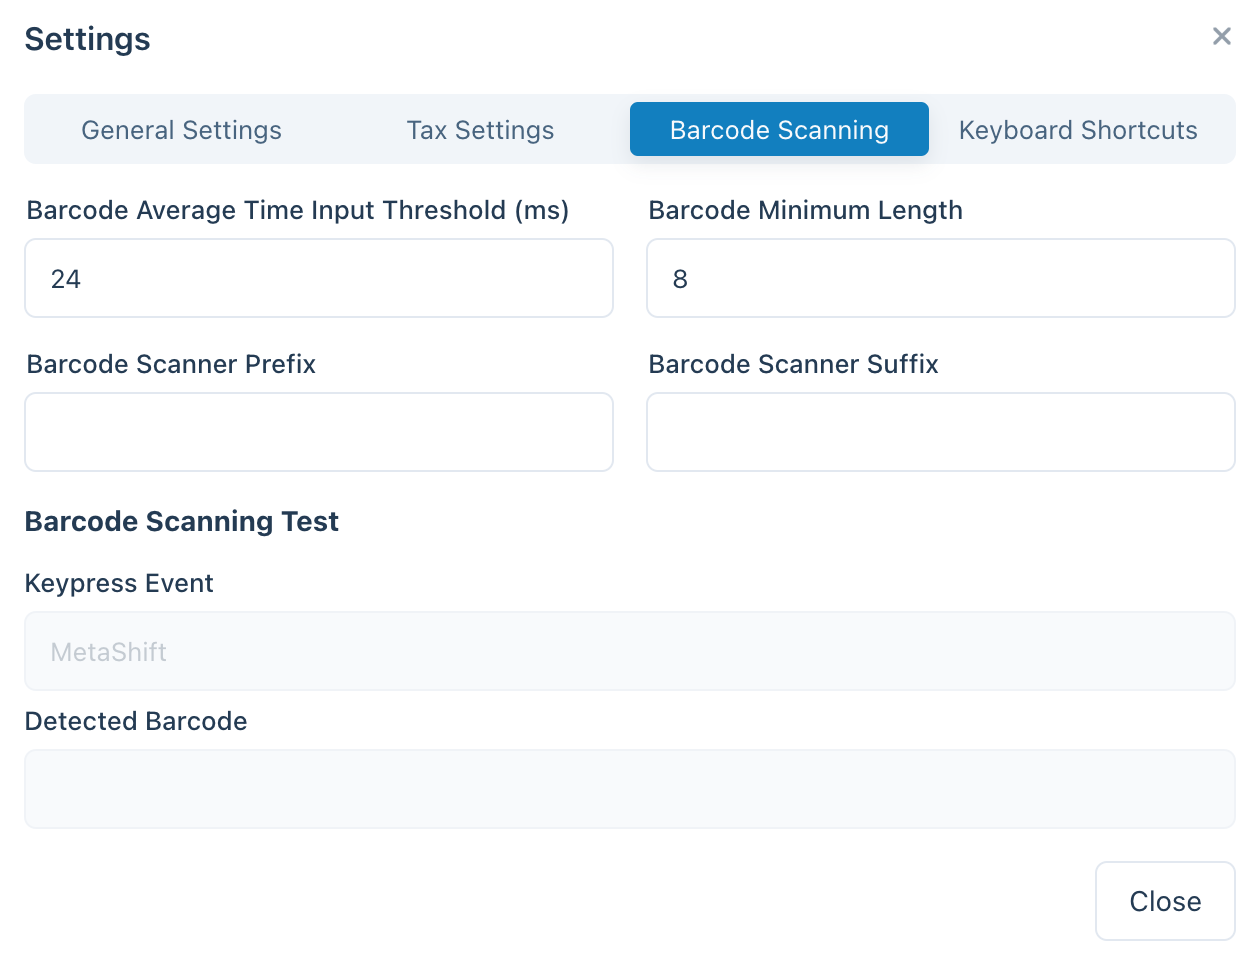 Settings
General Settings
Tax Settings
Barcode Scanning
Keyboard Shortcuts
Barcode Average Time Input Threshold (ms)
Barcode Minimum Length
24
8
Barcode Scanner Prefix
Barcode Scanner Suffix
Barcode Scanning Test
Keypress Event
MetaShift
Detected Barcode
Close